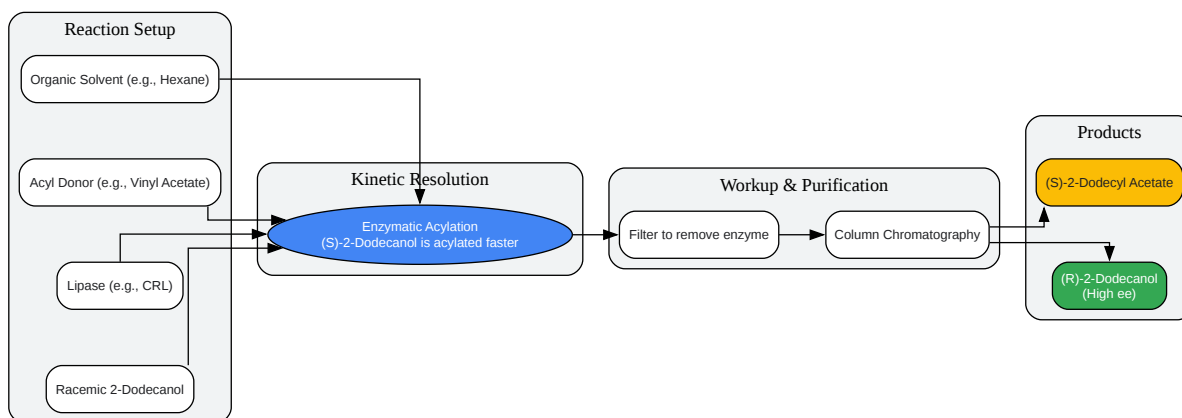 Reaction Setup
Organic Solvent (e.g., Hexane)
Acyl Donor (e.g., Vinyl Acetate)
Lipase (e.g., CRL)
Racemic 2-Dodecanol
Kinetic Resolution
Enzymatic Acylation
(S)-2-Dodecanol is acylated faster
Workup & Purification
Filter to remove enzyme
Column Chromatography
Products
(S)-2-Dodecyl Acetate
(R)-2-Dodecanol
(High ee)